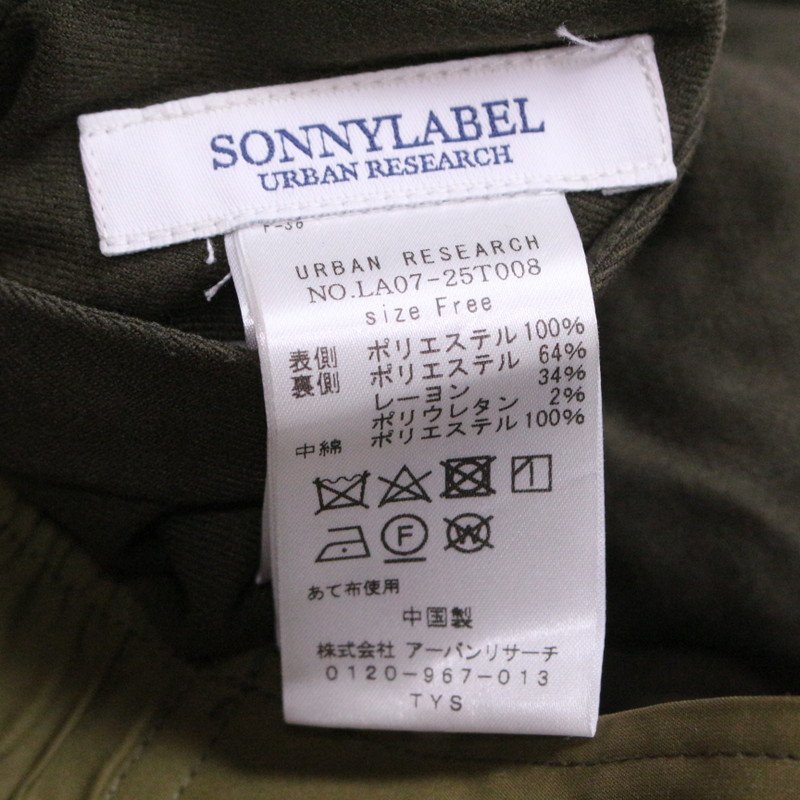 SONNYLABEL
URBAN RESEARCH
F-36
URBAN RESEARCH
NO.LA07-25T008
size Free
表側 ポリエステル 100%
裏側 ポリエステル 64%
レーヨン 34%
ポリウレタン 2%
中綿 ポリエステル 100%
F W
あて布使用
中国製
株式会社 アーバンリサーチ
0120-967-013
TYS